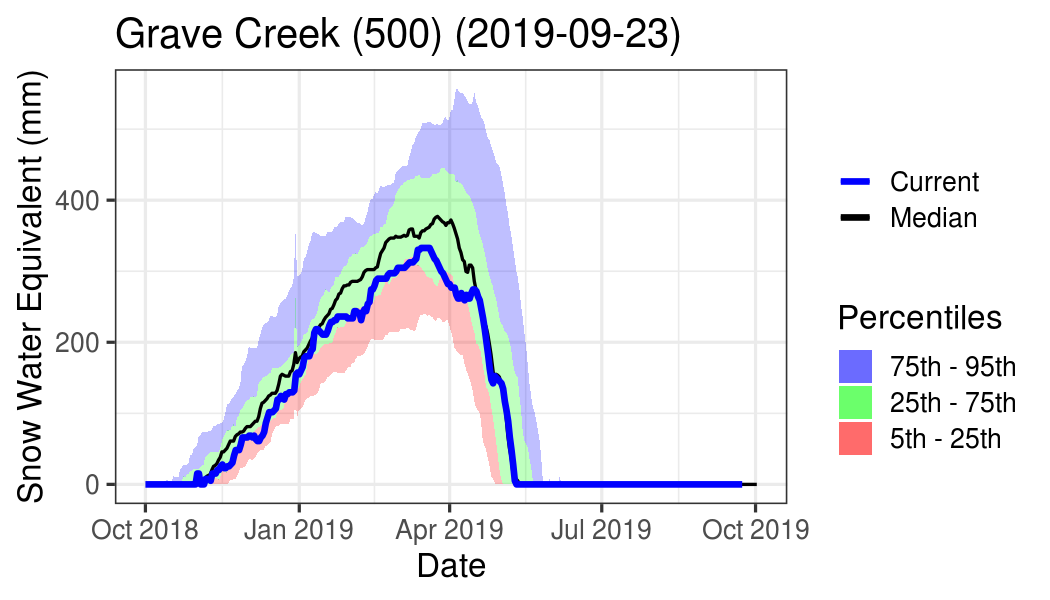 Grave Creek (500) (2019-09-23)
Snow Water Equivalent (mm)
400
200
0
Oct 2018
Jan 2019
Apr 2019
Jul 2019
Oct 2019
Date
Current
Median
Percentiles
75th - 95th
25th - 75th
5th - 25th